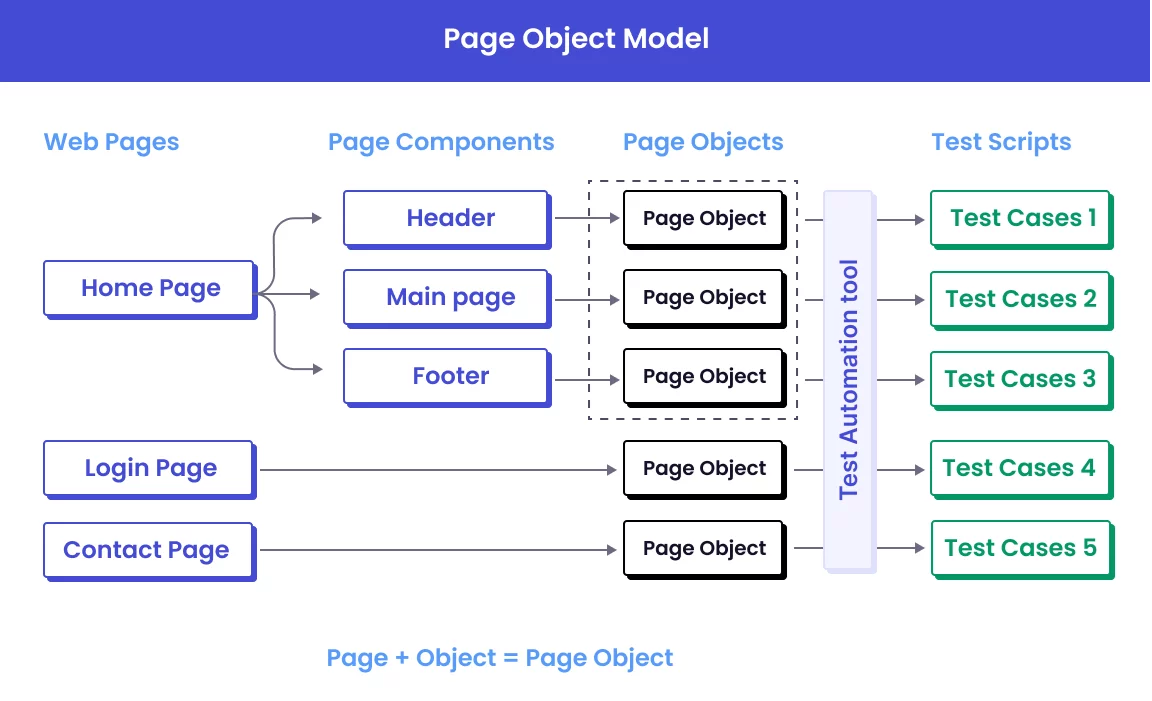 Page Object Model
Web Pages
Page Components
Page Objects
Test Scripts
Home Page
Header
Page Object
Test Cases 1
Main page
Page Object
Test Cases 2
Footer
Page Object
Test Cases 3
Test Automation tool
Login Page
Page Object
Test Cases 4
Contact Page
Page Object
Test Cases 5
Page + Object = Page Object